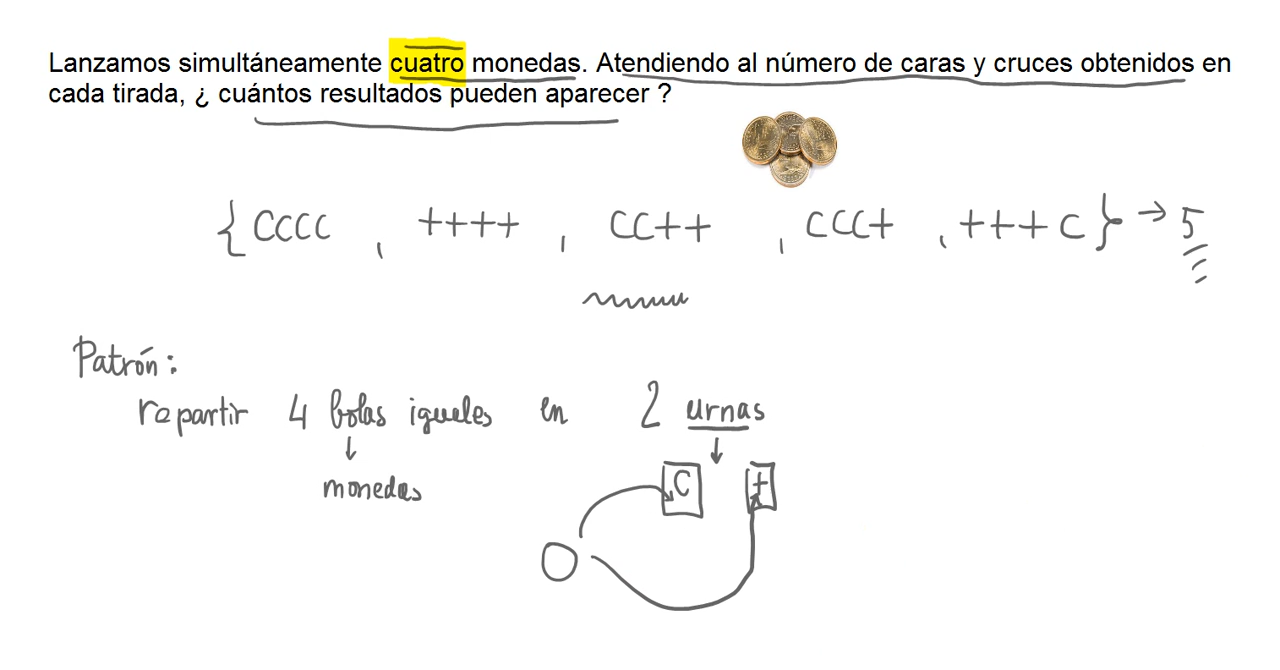 Lanzamos simultáneamente cuatro monedas. Atendiendo al número de caras y cruces obtenidos en
cada tirada, ¿ cuántos resultados pueden aparecer ?
{CCCC , ++++ , CC++ , CCC+ , +++C} → 5
Patrón:
repartir 4 bolas iguales en 2 urnas
↓ ↓
monedas
C +